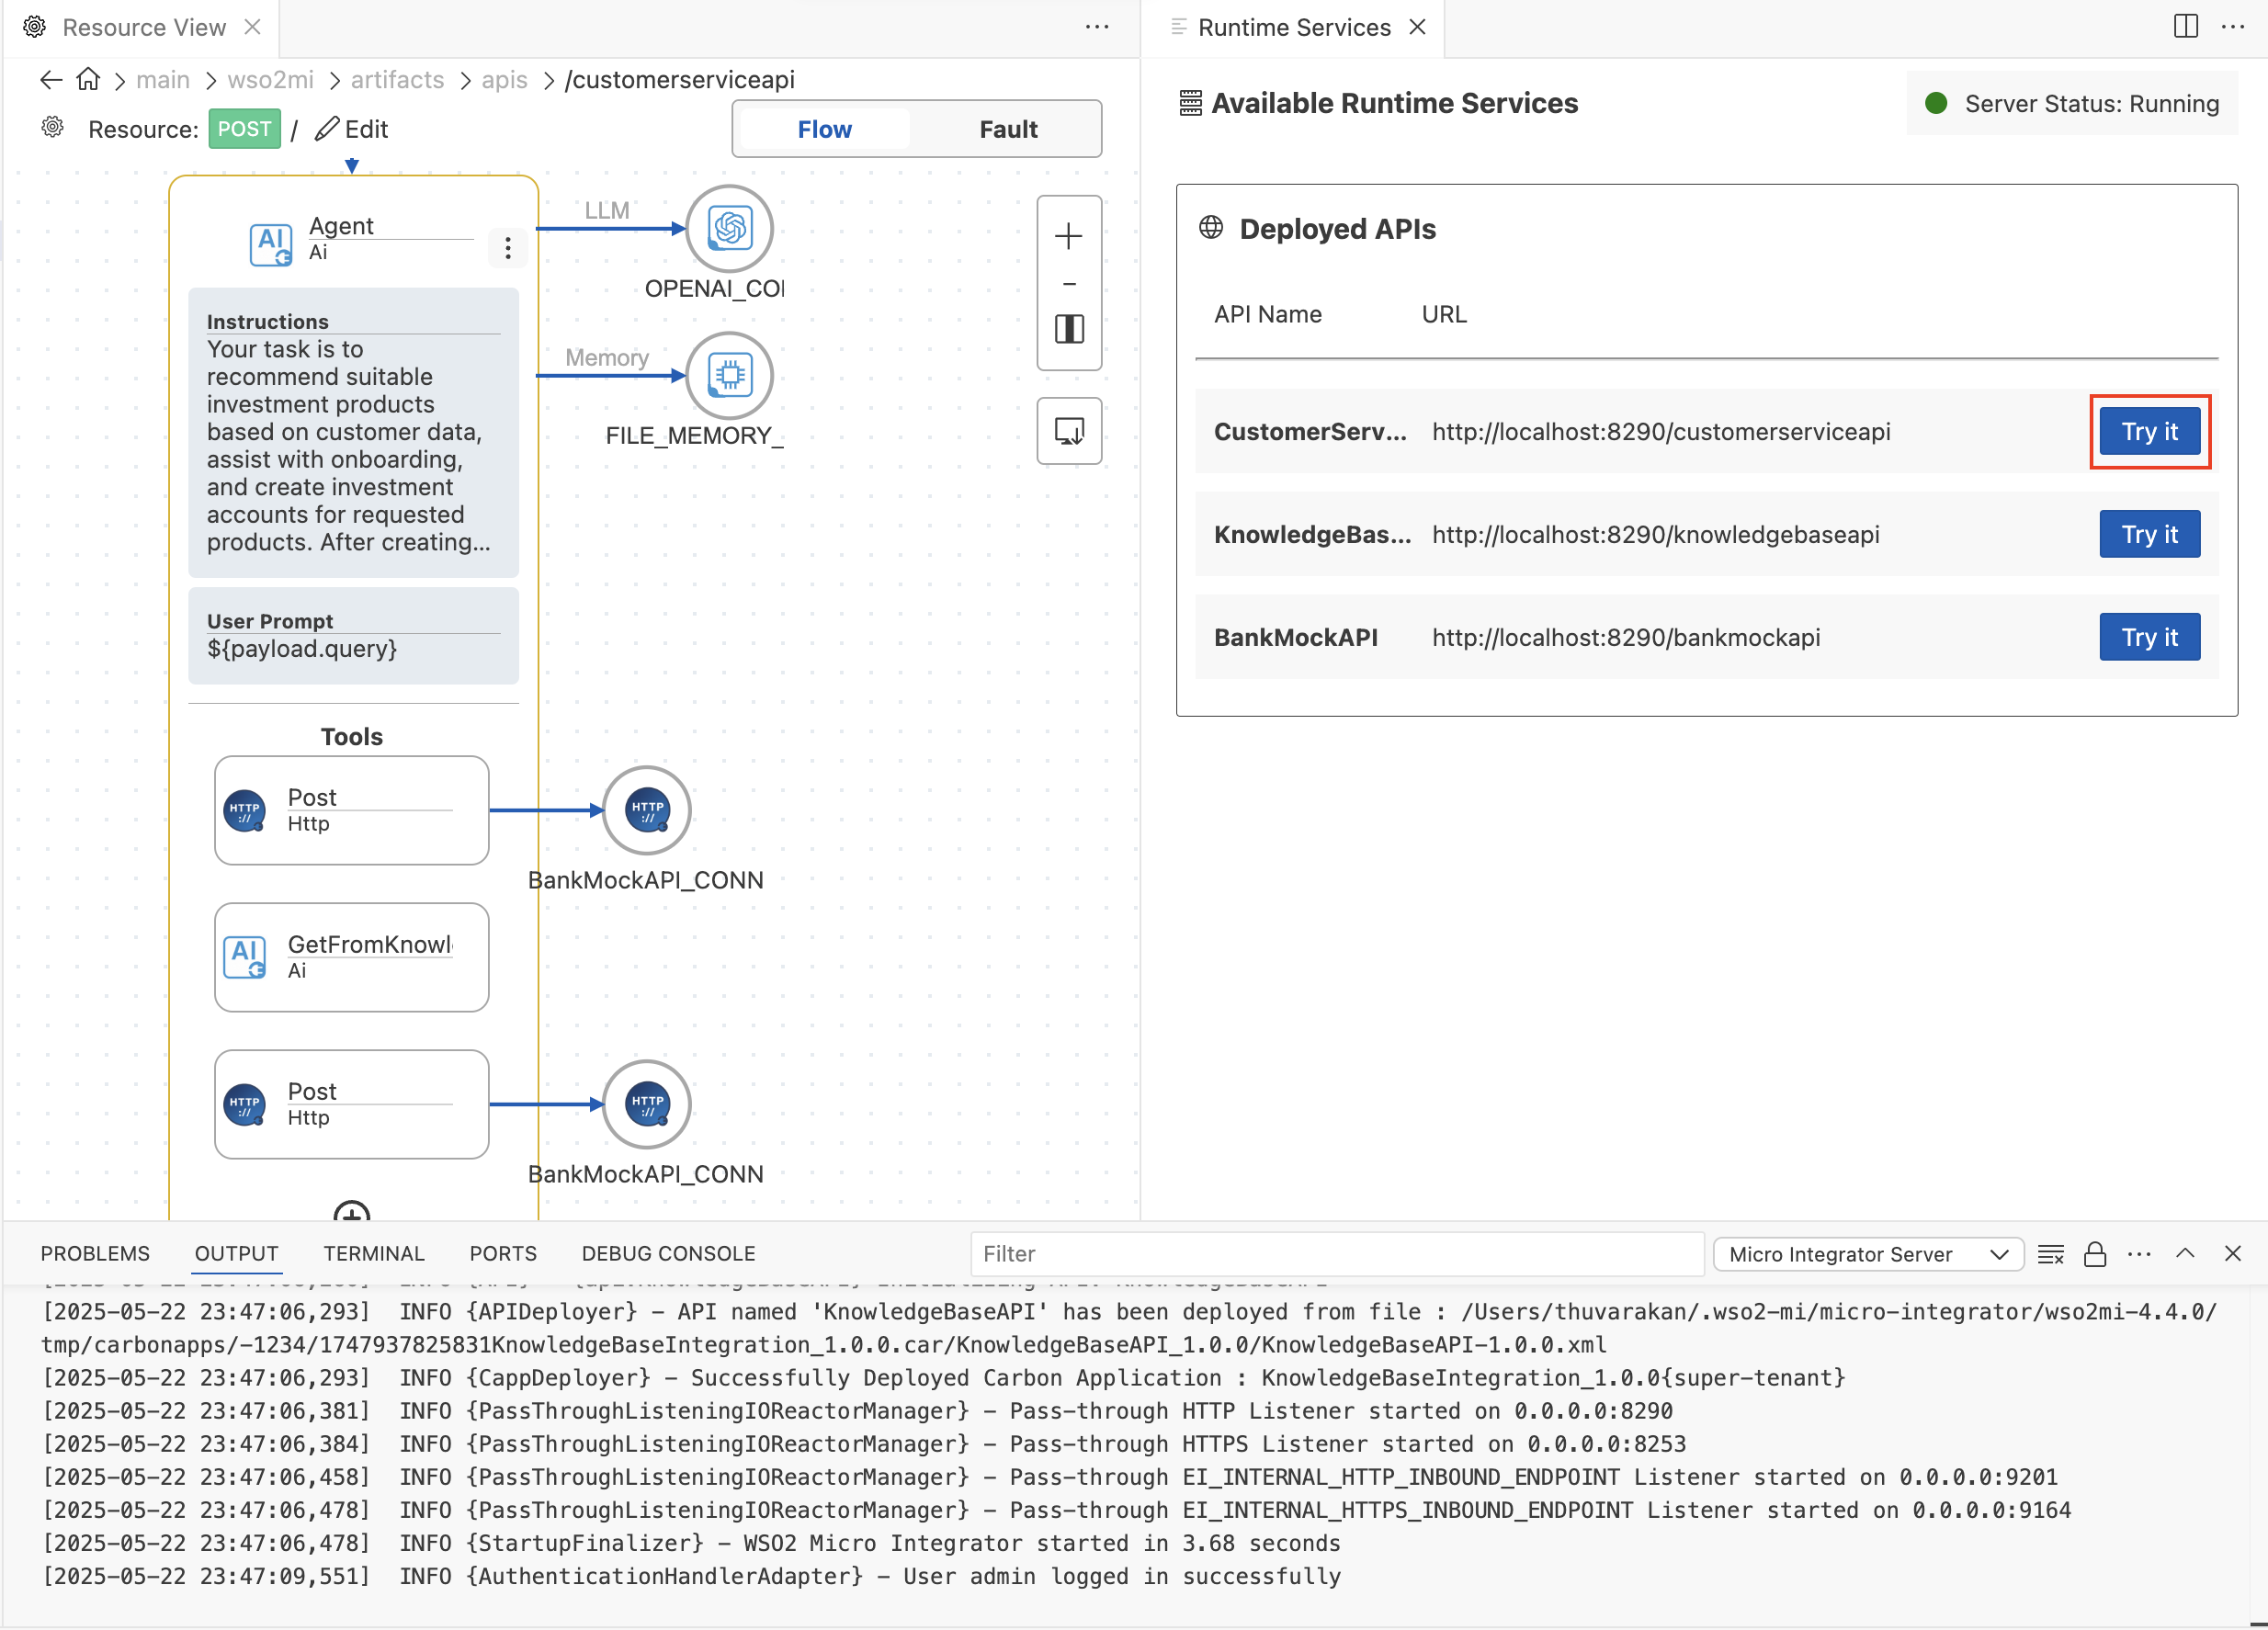 Resource View
main > wso2mi > artifacts > apis > /customerserviceapi
Resource: POST / Edit
Flow
Fault
Agent
Ai
LLM
OPENAI_CO
Memory
FILE_MEMORY_
Instructions
Your task is to
recommend suitable
investment products
based on customer data,
assist with onboarding,
and create investment
accounts for requested
products. After creating...
User Prompt
${payload.query}
Tools
Post
Http
BankMockAPI_CONN
GetFromKnowl
Ai
Post
Http
BankMockAPI_CONN
Runtime Services
Available Runtime Services
Server Status: Running
Deployed APIs
API Name URL
CustomerServ... http://localhost:8290/customerserviceapi Try it
KnowledgeBas... http://localhost:8290/knowledgebaseapi Try it
BankMockAPI http://localhost:8290/bankmockapi Try it
PROBLEMS OUTPUT TERMINAL PORTS DEBUG CONSOLE
Filter
Micro Integrator Server
[2025-05-22 23:47:06,293] INFO {APIDeployer} – API named 'KnowledgeBaseAPI' has been deployed from file : /Users/thuvarakan/.wso2-mi/micro-integrator/wso2mi-4.4.0/
tmp/carbonapps/-1234/1747937825831KnowledgeBaseIntegration_1.0.0.car/KnowledgeBaseAPI_1.0.0/KnowledgeBaseAPI-1.0.0.xml
[2025-05-22 23:47:06,293] INFO {CappDeployer} – Successfully Deployed Carbon Application : KnowledgeBaseIntegration_1.0.0{super-tenant}
[2025-05-22 23:47:06,381] INFO {PassThroughListeningIOReactorManager} – Pass-through HTTP Listener started on 0.0.0.0:8290
[2025-05-22 23:47:06,384] INFO {PassThroughListeningIOReactorManager} – Pass-through HTTPS Listener started on 0.0.0.0:8253
[2025-05-22 23:47:06,458] INFO {PassThroughListeningIOReactorManager} – Pass-through EI_INTERNAL_HTTP_INBOUND_ENDPOINT Listener started on 0.0.0.0:9201
[2025-05-22 23:47:06,478] INFO {PassThroughListeningIOReactorManager} – Pass-through EI_INTERNAL_HTTPS_INBOUND_ENDPOINT Listener started on 0.0.0.0:9164
[2025-05-22 23:47:06,478] INFO {StartupFinalizer} – WSO2 Micro Integrator started in 3.68 seconds
[2025-05-22 23:47:09,551] INFO {AuthenticationHandlerAdapter} – User admin logged in successfully